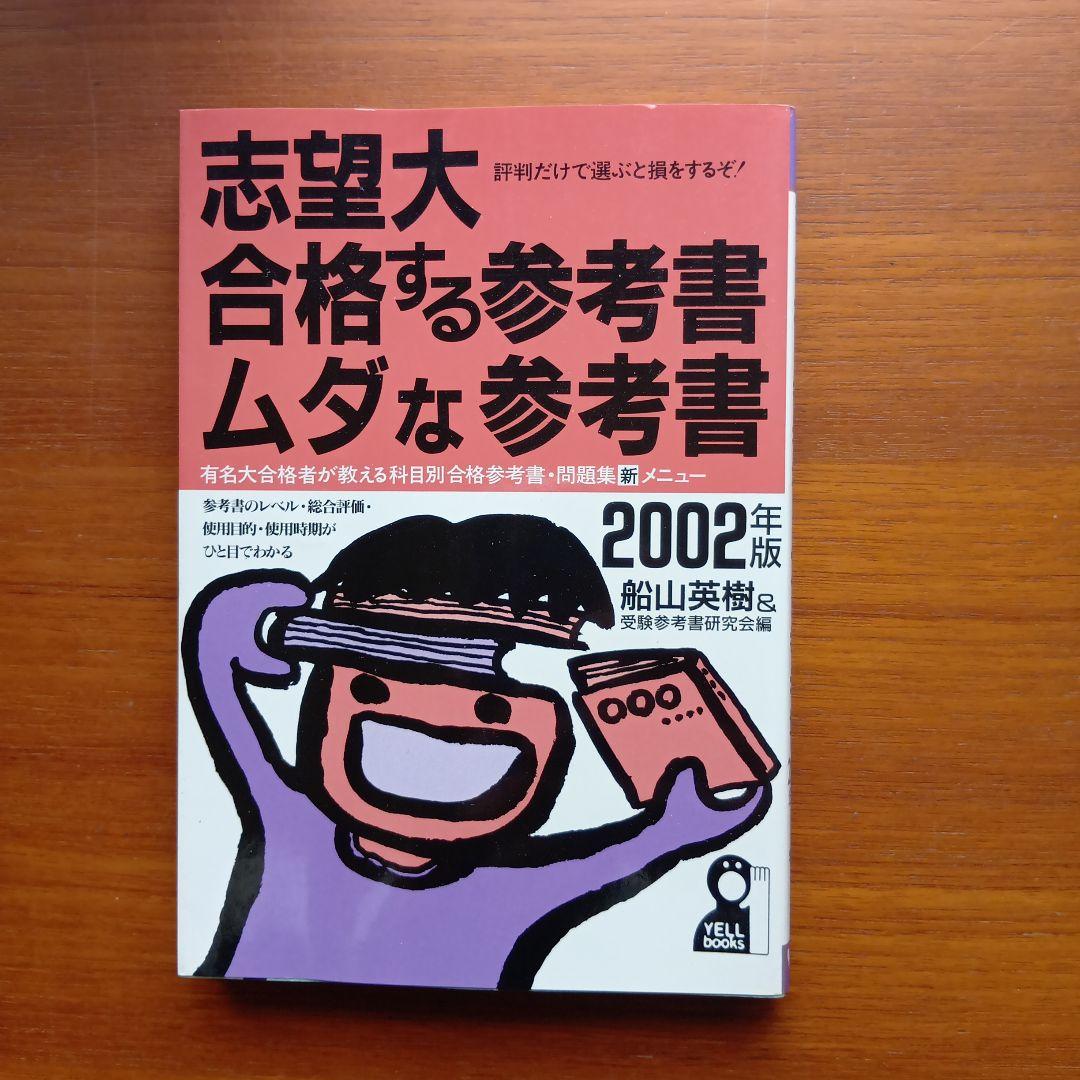 志望大
評判だけで選ぶと損をするぞ!
合格する参考書
ムダな参考書
有名大合格者が教える科目別合格参考書・問題集新メニュー
参考書のレベル・総合評価・
使用目的・使用時期が
ひと目でわかる
2002年版
船山英樹&
受験参考書研究会編
YELL
books